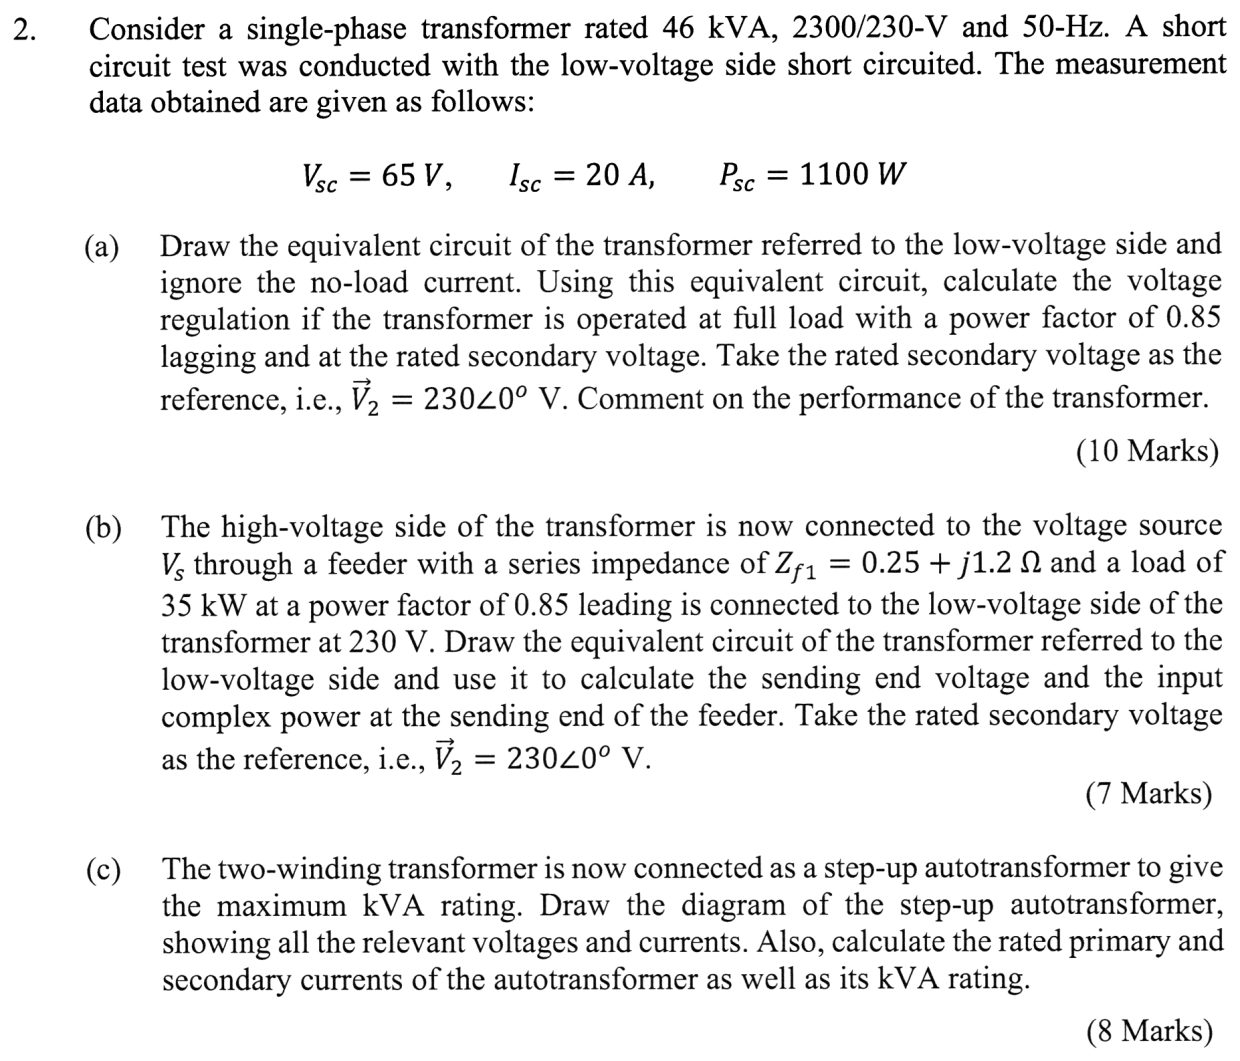 2. Consider a single-phase transformer rated 46 kVA, 2300/230-V and 50-Hz. A short
circuit test was conducted with the low-voltage side short circuited. The measurement
data obtained are given as follows:
V_sc = 65 V, I_sc = 20 A, P_sc = 1100 W
(a) Draw the equivalent circuit of the transformer referred to the low-voltage side and
ignore the no-load current. Using this equivalent circuit, calculate the voltage
regulation if the transformer is operated at full load with a power factor of 0.85
lagging and at the rated secondary voltage. Take the rated secondary voltage as the
reference, i.e., V⃗₂ = 230∠0° V. Comment on the performance of the transformer.
(10 Marks)
(b) The high-voltage side of the transformer is now connected to the voltage source
V_s through a feeder with a series impedance of Z_f1 = 0.25 + j1.2 Ω and a load of
35 kW at a power factor of 0.85 leading is connected to the low-voltage side of the
transformer at 230 V. Draw the equivalent circuit of the transformer referred to the
low-voltage side and use it to calculate the sending end voltage and the input
complex power at the sending end of the feeder. Take the rated secondary voltage
as the reference, i.e., V⃗₂ = 230∠0° V.
(7 Marks)
(c) The two-winding transformer is now connected as a step-up autotransformer to give
the maximum kVA rating. Draw the diagram of the step-up autotransformer,
showing all the relevant voltages and currents. Also, calculate the rated primary and
secondary currents of the autotransformer as well as its kVA rating.
(8 Marks)